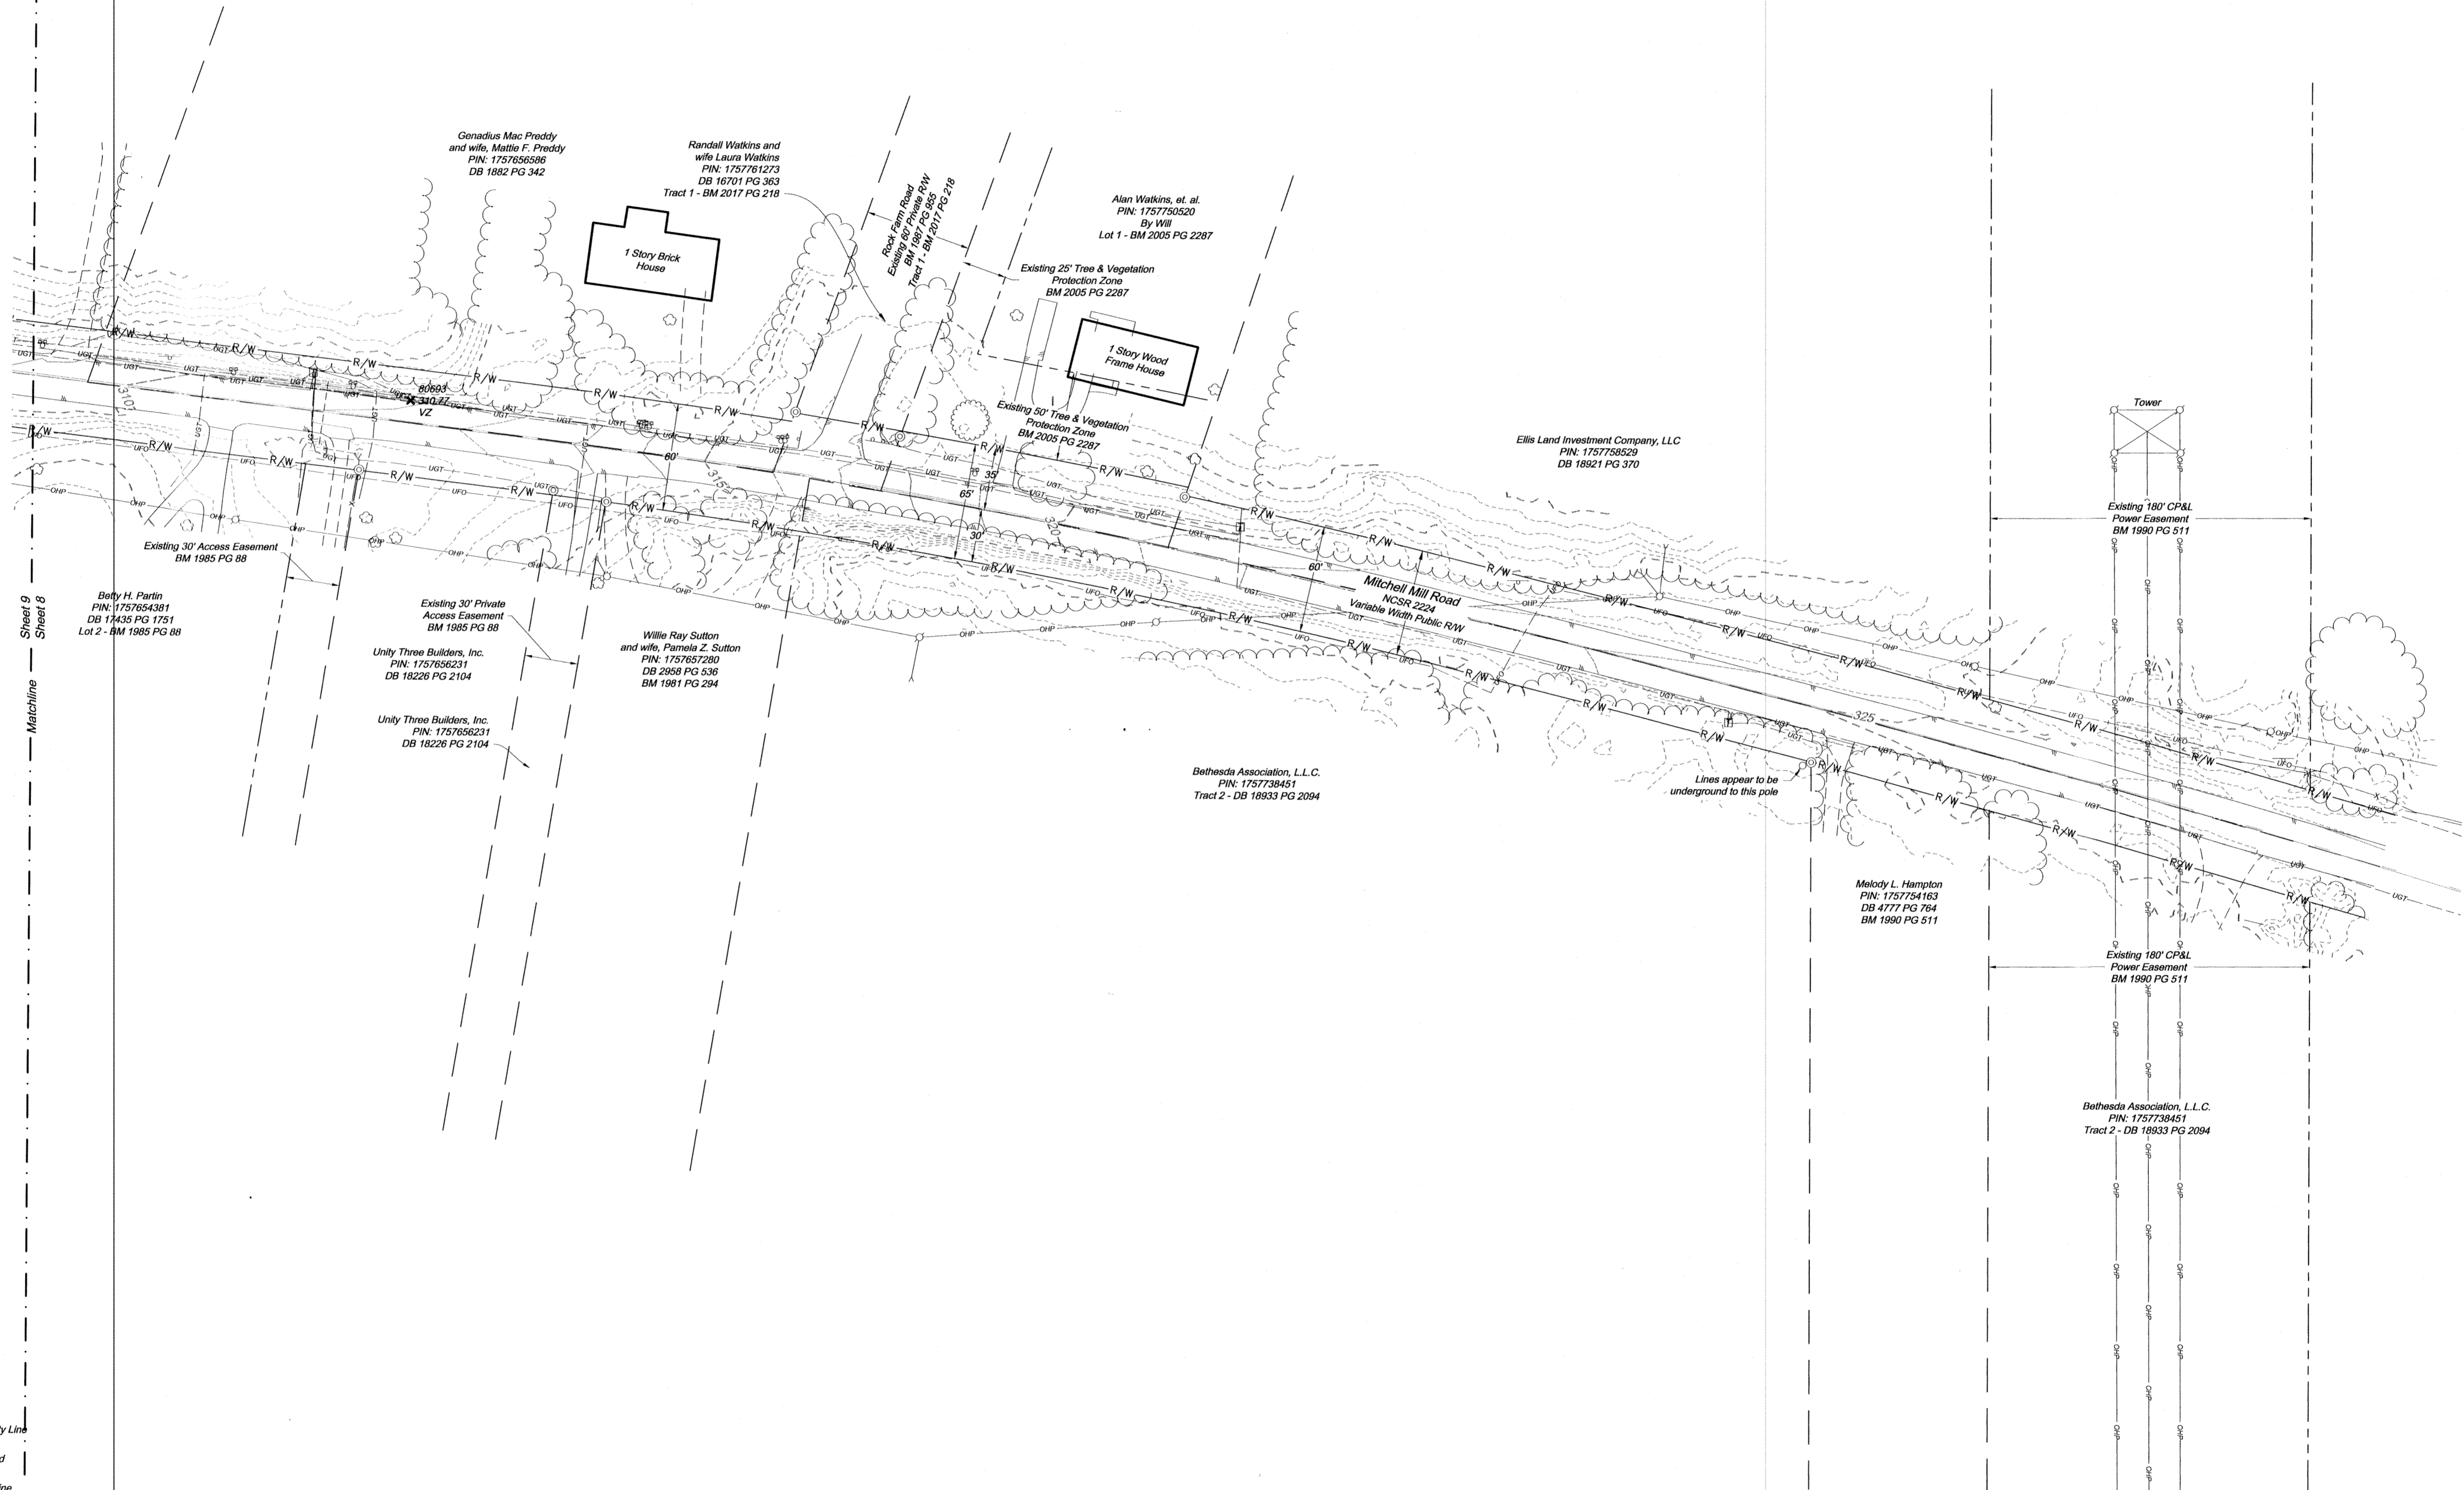 Genadius Mac Preddy
and wife, Mattie F. Preddy
PIN: 1757656586
DB 1882 PG 342
Randall Watkins and
wife Laura Watkins
PIN: 1757761273
DB 16701 PG 363
Tract 1 - BM 2017 PG 218
Rock Farm Road
Existing 60' Private R/W
BM 1987 PG 955
Tract 1 - BM 2017 PG 218
Alan Watkins, et. al.
PIN: 1757750520
By Will
Lot 1 - BM 2005 PG 2287
1 Story Brick
House
Existing 25' Tree & Vegetation
Protection Zone
BM 2005 PG 2287
1 Story Wood
Frame House
Existing 50' Tree & Vegetation
Protection Zone
BM 2005 PG 2287
Ellis Land Investment Company, LLC
PIN: 1757758529
DB 18921 PG 370
Tower
Existing 180' CP&L
Power Easement
BM 1990 PG 511
80693
310.77
VZ
310
315
320
325
60'
65'
35'
30'
60'
Mitchell Mill Road
NCSR 2224
Variable Width Public R/W
R/W
UGT
UFO
OHP
Existing 30' Access Easement
BM 1985 PG 88
Betty H. Partin
PIN: 1757654381
DB 17435 PG 1751
Lot 2 - BM 1985 PG 88
Existing 30' Private
Access Easement
BM 1985 PG 88
Unity Three Builders, Inc.
PIN: 1757656231
DB 18226 PG 2104
Unity Three Builders, Inc.
PIN: 1757656231
DB 18226 PG 2104
Willie Ray Sutton
and wife, Pamela Z. Sutton
PIN: 1757657280
DB 2958 PG 536
BM 1981 PG 294
Bethesda Association, L.L.C.
PIN: 1757738451
Tract 2 - DB 18933 PG 2094
Lines appear to be
underground to this pole
Melody L. Hampton
PIN: 1757754163
DB 4777 PG 764
BM 1990 PG 511
Existing 180' CP&L
Power Easement
BM 1990 PG 511
Bethesda Association, L.L.C.
PIN: 1757738451
Tract 2 - DB 18933 PG 2094
Sheet 9
Matchline
Sheet 8
y Line
d
ine